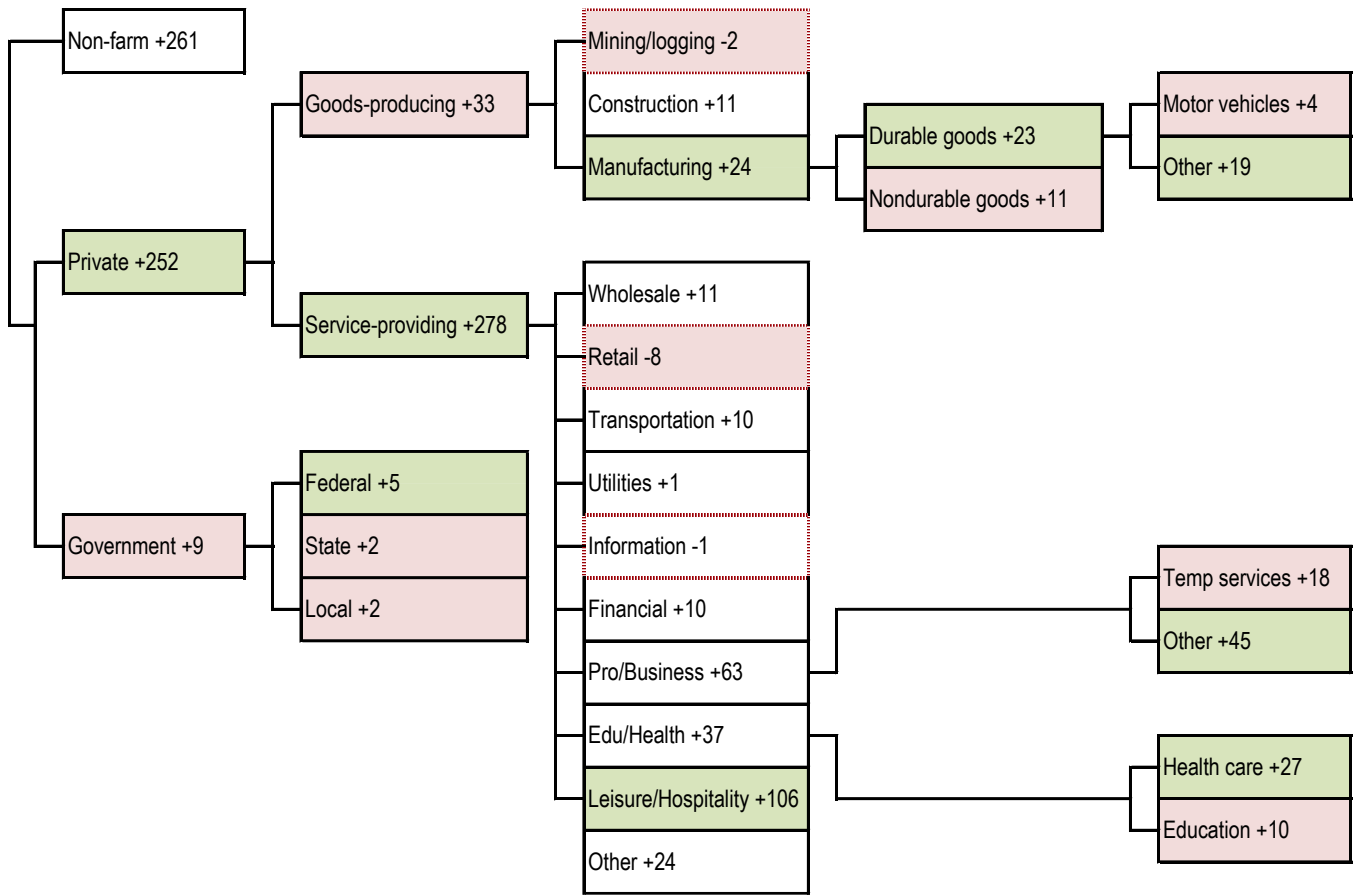 Non-farm +261
Private +252
Government +9
Goods-producing +33
Service-providing +278
Federal +5
State +2
Local +2
Mining/logging -2
Construction +11
Manufacturing +24
Wholesale +11
Retail -8
Transportation +10
Utilities +1
Information -1
Financial +10
Pro/Business +63
Edu/Health +37
Leisure/Hospitality +106
Other +24
Durable goods +23
Nondurable goods +11
Motor vehicles +4
Other +19
Temp services +18
Other +45
Health care +27
Education +10